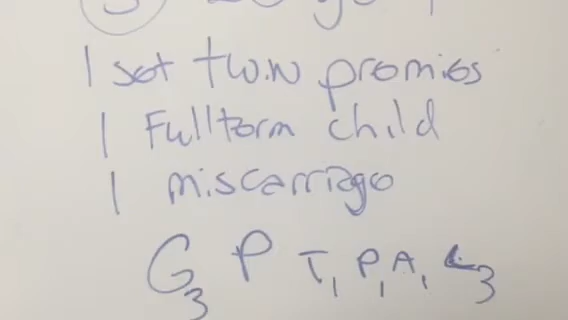 1 set twin premies
1 Fullterm child
1 miscarriage
G3 P T1 P1 A1 L3